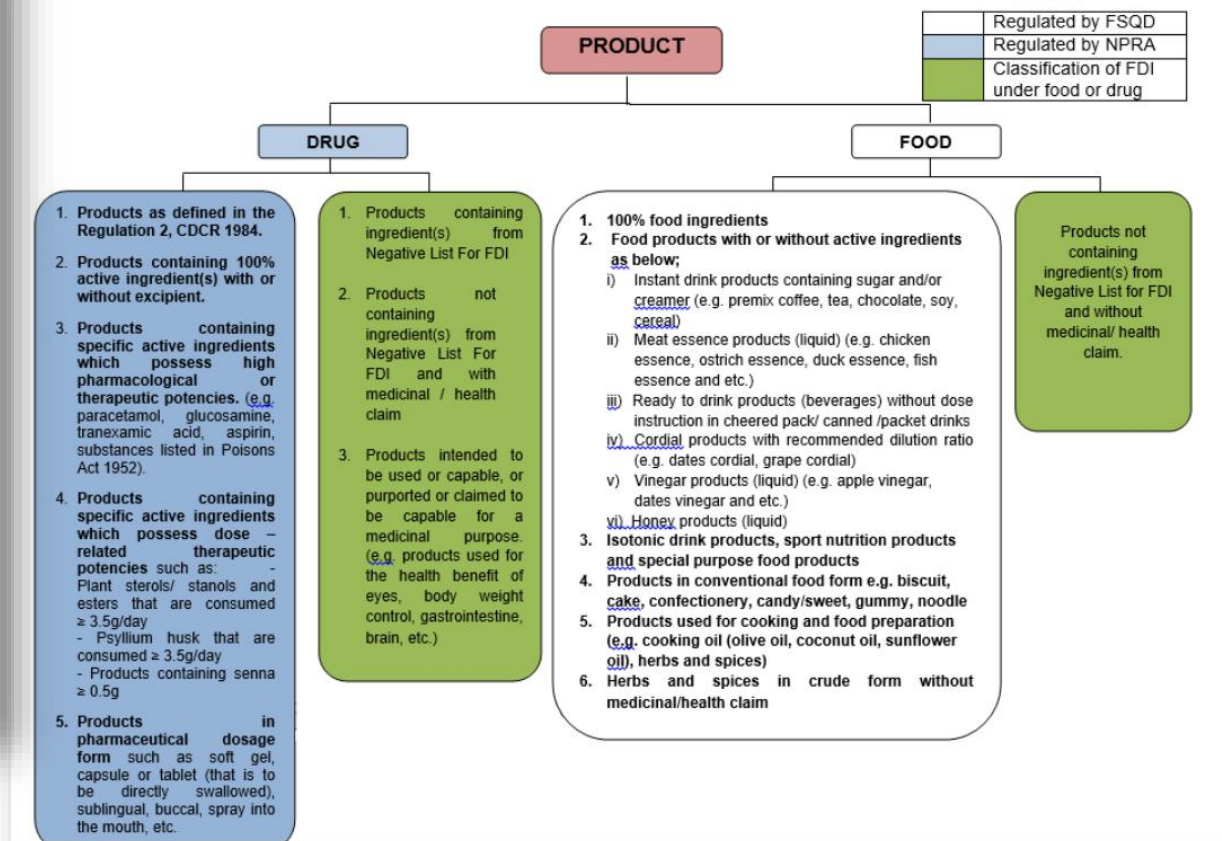 PRODUCT
Regulated by FSQD
Regulated by NPRA
Classification of FDI
under food or drug
DRUG
FOOD
1. Products as defined in the
Regulation 2, CDCR 1984.
2. Products containing 100%
active ingredient(s) with or
without excipient.
3. Products containing
specific active ingredients
which possess high
pharmacological or
therapeutic potencies. (e.g.
paracetamol, glucosamine,
tranexamic acid, aspirin,
substances listed in Poisons
Act 1952).
4. Products containing
specific active ingredients
which possess dose –
related therapeutic
potencies such as: -
Plant sterols/ stanols and
esters that are consumed
≥ 3.5g/day
- Psyllium husk that are
consumed ≥ 3.5g/day
- Products containing senna
≥ 0.5g
5. Products in
pharmaceutical dosage
form such as soft gel,
capsule or tablet (that is to
be directly swallowed),
sublingual, buccal, spray into
the mouth, etc.
1. Products containing
ingredient(s) from
Negative List For FDI
2. Products not
containing
ingredient(s) from
Negative List For
FDI and with
medicinal / health
claim
3. Products intended to
be used or capable, or
purported or claimed to
be capable for a
medicinal purpose.
(e.g. products used for
the health benefit of
eyes, body weight
control, gastrointestine,
brain, etc.)
1. 100% food ingredients
2. Food products with or without active ingredients
as below;
i) Instant drink products containing sugar and/or
creamer (e.g. premix coffee, tea, chocolate, soy,
cereal)
ii) Meat essence products (liquid) (e.g. chicken
essence, ostrich essence, duck essence, fish
essence and etc.)
iii) Ready to drink products (beverages) without dose
instruction in cheered pack/ canned /packet drinks
iv) Cordial products with recommended dilution ratio
(e.g. dates cordial, grape cordial)
v) Vinegar products (liquid) (e.g. apple vinegar,
dates vinegar and etc.)
vi) Honey products (liquid)
3. Isotonic drink products, sport nutrition products
and special purpose food products
4. Products in conventional food form e.g. biscuit,
cake, confectionery, candy/sweet, gummy, noodle
5. Products used for cooking and food preparation
(e.g. cooking oil (olive oil, coconut oil, sunflower
oil), herbs and spices)
6. Herbs and spices in crude form without
medicinal/health claim
Products not
containing
ingredient(s) from
Negative List for FDI
and without
medicinal/ health
claim.